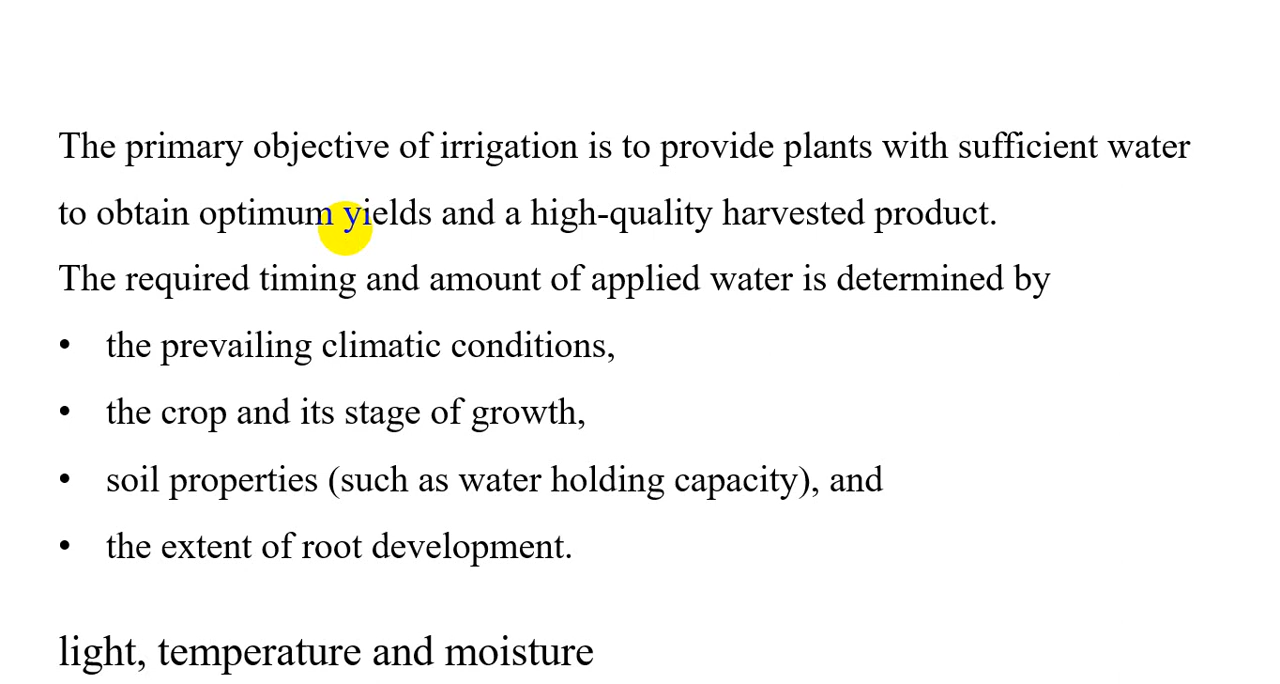 The primary objective of irrigation is to provide plants with sufficient water
to obtain optimum yields and a high-quality harvested product.
The required timing and amount of applied water is determined by
• the prevailing climatic conditions,
• the crop and its stage of growth,
• soil properties (such as water holding capacity), and
• the extent of root development.
light, temperature and moisture